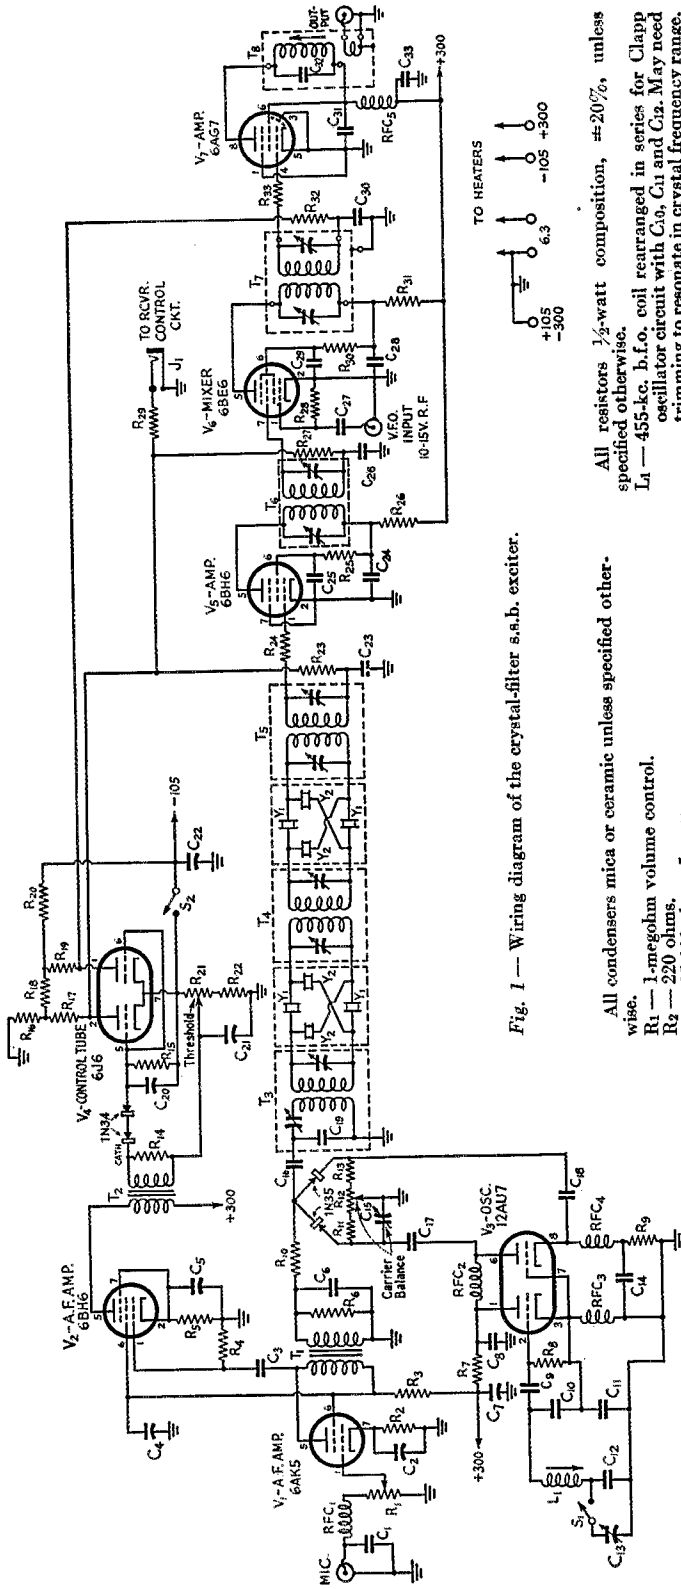 MIC.
C1
RFC1
R1
V1-A.F. AMP.
6AK5
C2
R2
R3
T1
C3
C4
V2-A.F. AMP.
6BH6
R4
R5
C5
T2
+300
R6
C6
R10
C16
1N35
R11
R12
R13
C15
Carrier
Balance
C17
C18
CATH
1N34
R14
C20
R15
V4-CONTROL TUBE
6J6
R16
R17
R18
R19
R20
Threshold
R21
R22
C21
S2
C22
-105
L1
S1
C13
C12
C11
C10
C9
R8
R7
C7
C8
+300
RFC2
V3-OSC.
12AU7
RFC3
RFC4
C14
R9
T3
C19
Y1
Y2
Y2
Y1
T4
Y1
Y2
Y2
Y1
T5
R23
C23
R24
V5-AMP.
6BH6
C25
R25
C24
R26
T6
R27
C26
R29
TO RCVR.
CONTROL
CKT.
J1
V6-MIXER
6BE6
R28
C27
V.F.O.
INPUT
10-15V. R.F
C29
R30
C28
R31
T7
R32
C30
R33
V7-AMP.
6AG7
C31
T8
C32
OUT-
PUT
RFC5
C33
+300
TO HEATERS
+105
-300
6.3
-105
+300
Fig. 1 — Wiring diagram of the crystal-filter s.s.b. exciter.
All condensers mica or ceramic unless specified other-
wise.
R1 — 1-megohm volume control.
R2 — 220 ohms.
All resistors ½-watt composition, ±20%, unless
specified otherwise.
L1 — 455-kc. b.f.o. coil rearranged in series for Clapp
oscillator circuit with C10, C11 and C12. May need
trimming to resonate in crystal frequency range.